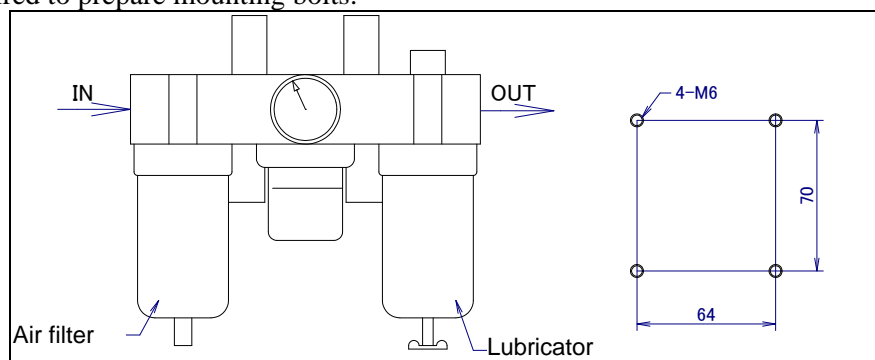 red to prepare mounting bolts.
IN
OUT
4-M6
70
64
Air filter
Lubricator